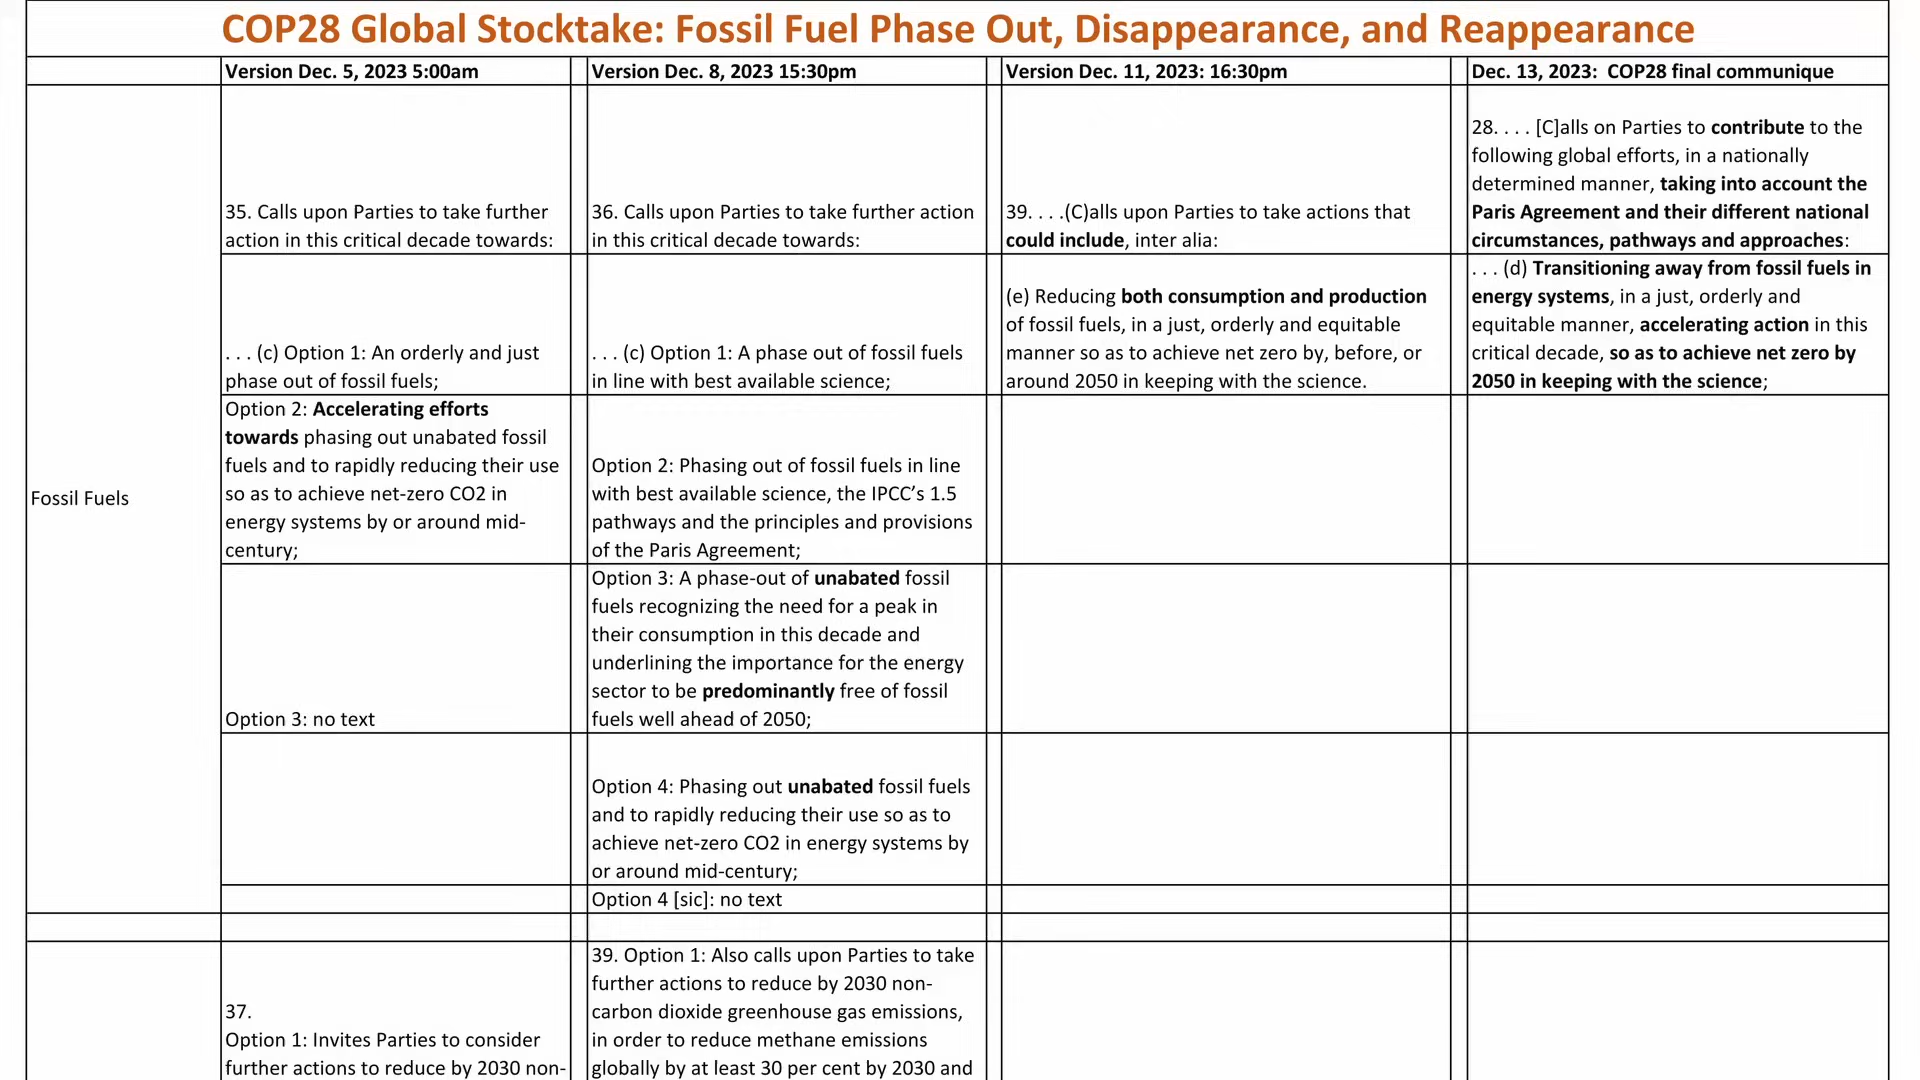 COP28 Global Stocktake: Fossil Fuel Phase Out, Disappearance, and Reappearance
Version Dec. 5, 2023 5:00am
Version Dec. 8, 2023 15:30pm
Version Dec. 11, 2023: 16:30pm
Dec. 13, 2023:  COP28 final communique
Fossil Fuels
35. Calls upon Parties to take further
action in this critical decade towards:
36. Calls upon Parties to take further action
in this critical decade towards:
39. . . .(C)alls upon Parties to take actions that
could include, inter alia:
28. . . . [C]alls on Parties to contribute to the
following global efforts, in a nationally
determined manner, taking into account the
Paris Agreement and their different national
circumstances, pathways and approaches:
. . . (c) Option 1: An orderly and just
phase out of fossil fuels;
. . . (c) Option 1: A phase out of fossil fuels
in line with best available science;
(e) Reducing both consumption and production
of fossil fuels, in a just, orderly and equitable
manner so as to achieve net zero by, before, or
around 2050 in keeping with the science.
. . . (d) Transitioning away from fossil fuels in
energy systems, in a just, orderly and
equitable manner, accelerating action in this
critical decade, so as to achieve net zero by
2050 in keeping with the science;
Option 2: Accelerating efforts
towards phasing out unabated fossil
fuels and to rapidly reducing their use
so as to achieve net-zero CO2 in
energy systems by or around mid-
century;
Option 2: Phasing out of fossil fuels in line
with best available science, the IPCC’s 1.5
pathways and the principles and provisions
of the Paris Agreement;
Option 3: no text
Option 3: A phase-out of unabated fossil
fuels recognizing the need for a peak in
their consumption in this decade and
underlining the importance for the energy
sector to be predominantly free of fossil
fuels well ahead of 2050;
Option 4: Phasing out unabated fossil fuels
and to rapidly reducing their use so as to
achieve net-zero CO2 in energy systems by
or around mid-century;
Option 4 [sic]: no text
37.
Option 1: Invites Parties to consider
further actions to reduce by 2030 non-
39. Option 1: Also calls upon Parties to take
further actions to reduce by 2030 non-
carbon dioxide greenhouse gas emissions,
in order to reduce methane emissions
globally by at least 30 per cent by 2030 and